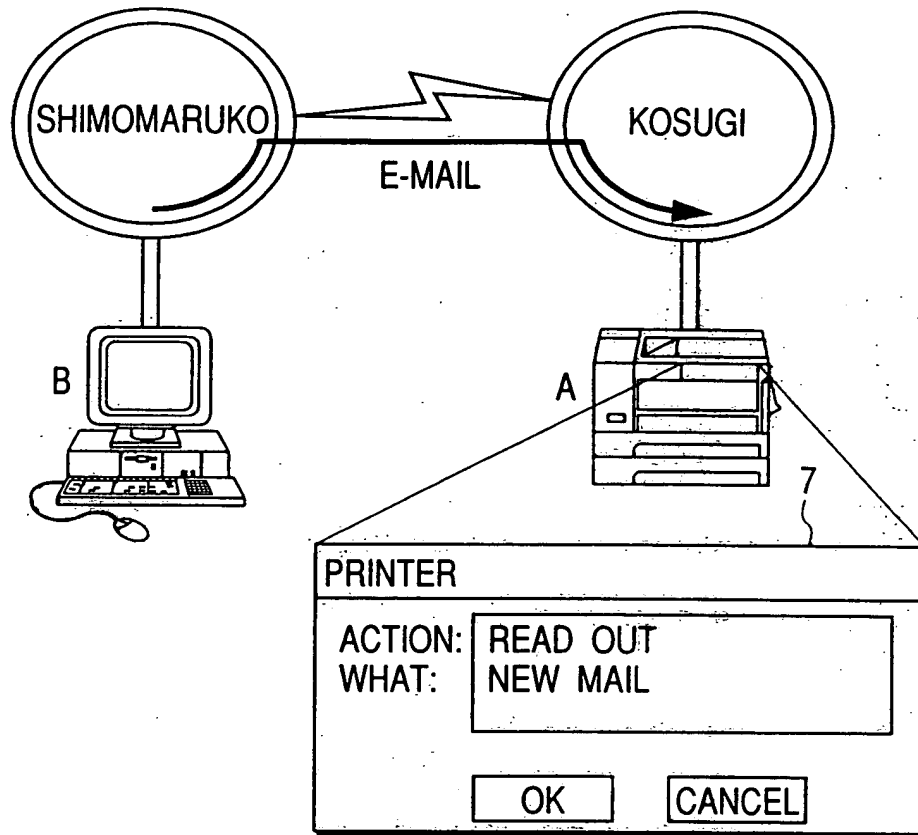 SHIMOMARUKO
KOSUGI
E-MAIL
B
A
7
PRINTER
ACTION: READ OUT
WHAT: NEW MAIL
OK
CANCEL